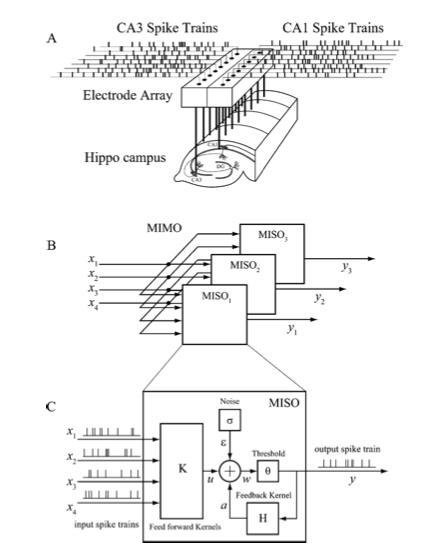 A
CA3 Spike Trains
CA1 Spike Trains
Electrode Array
Hippo campus
CA1
DG
CA3
B
MIMO
MISO3
x1
x2
x3
x4
MISO2
MISO1
y3
y2
y1
C
Noise
MISO
σ
ε
x1
x2
x3
x4
K
Threshold
output spike train
u
+
w
θ
y
Feedback Kernel
a
H
input spike trains
Feed forward Kernels